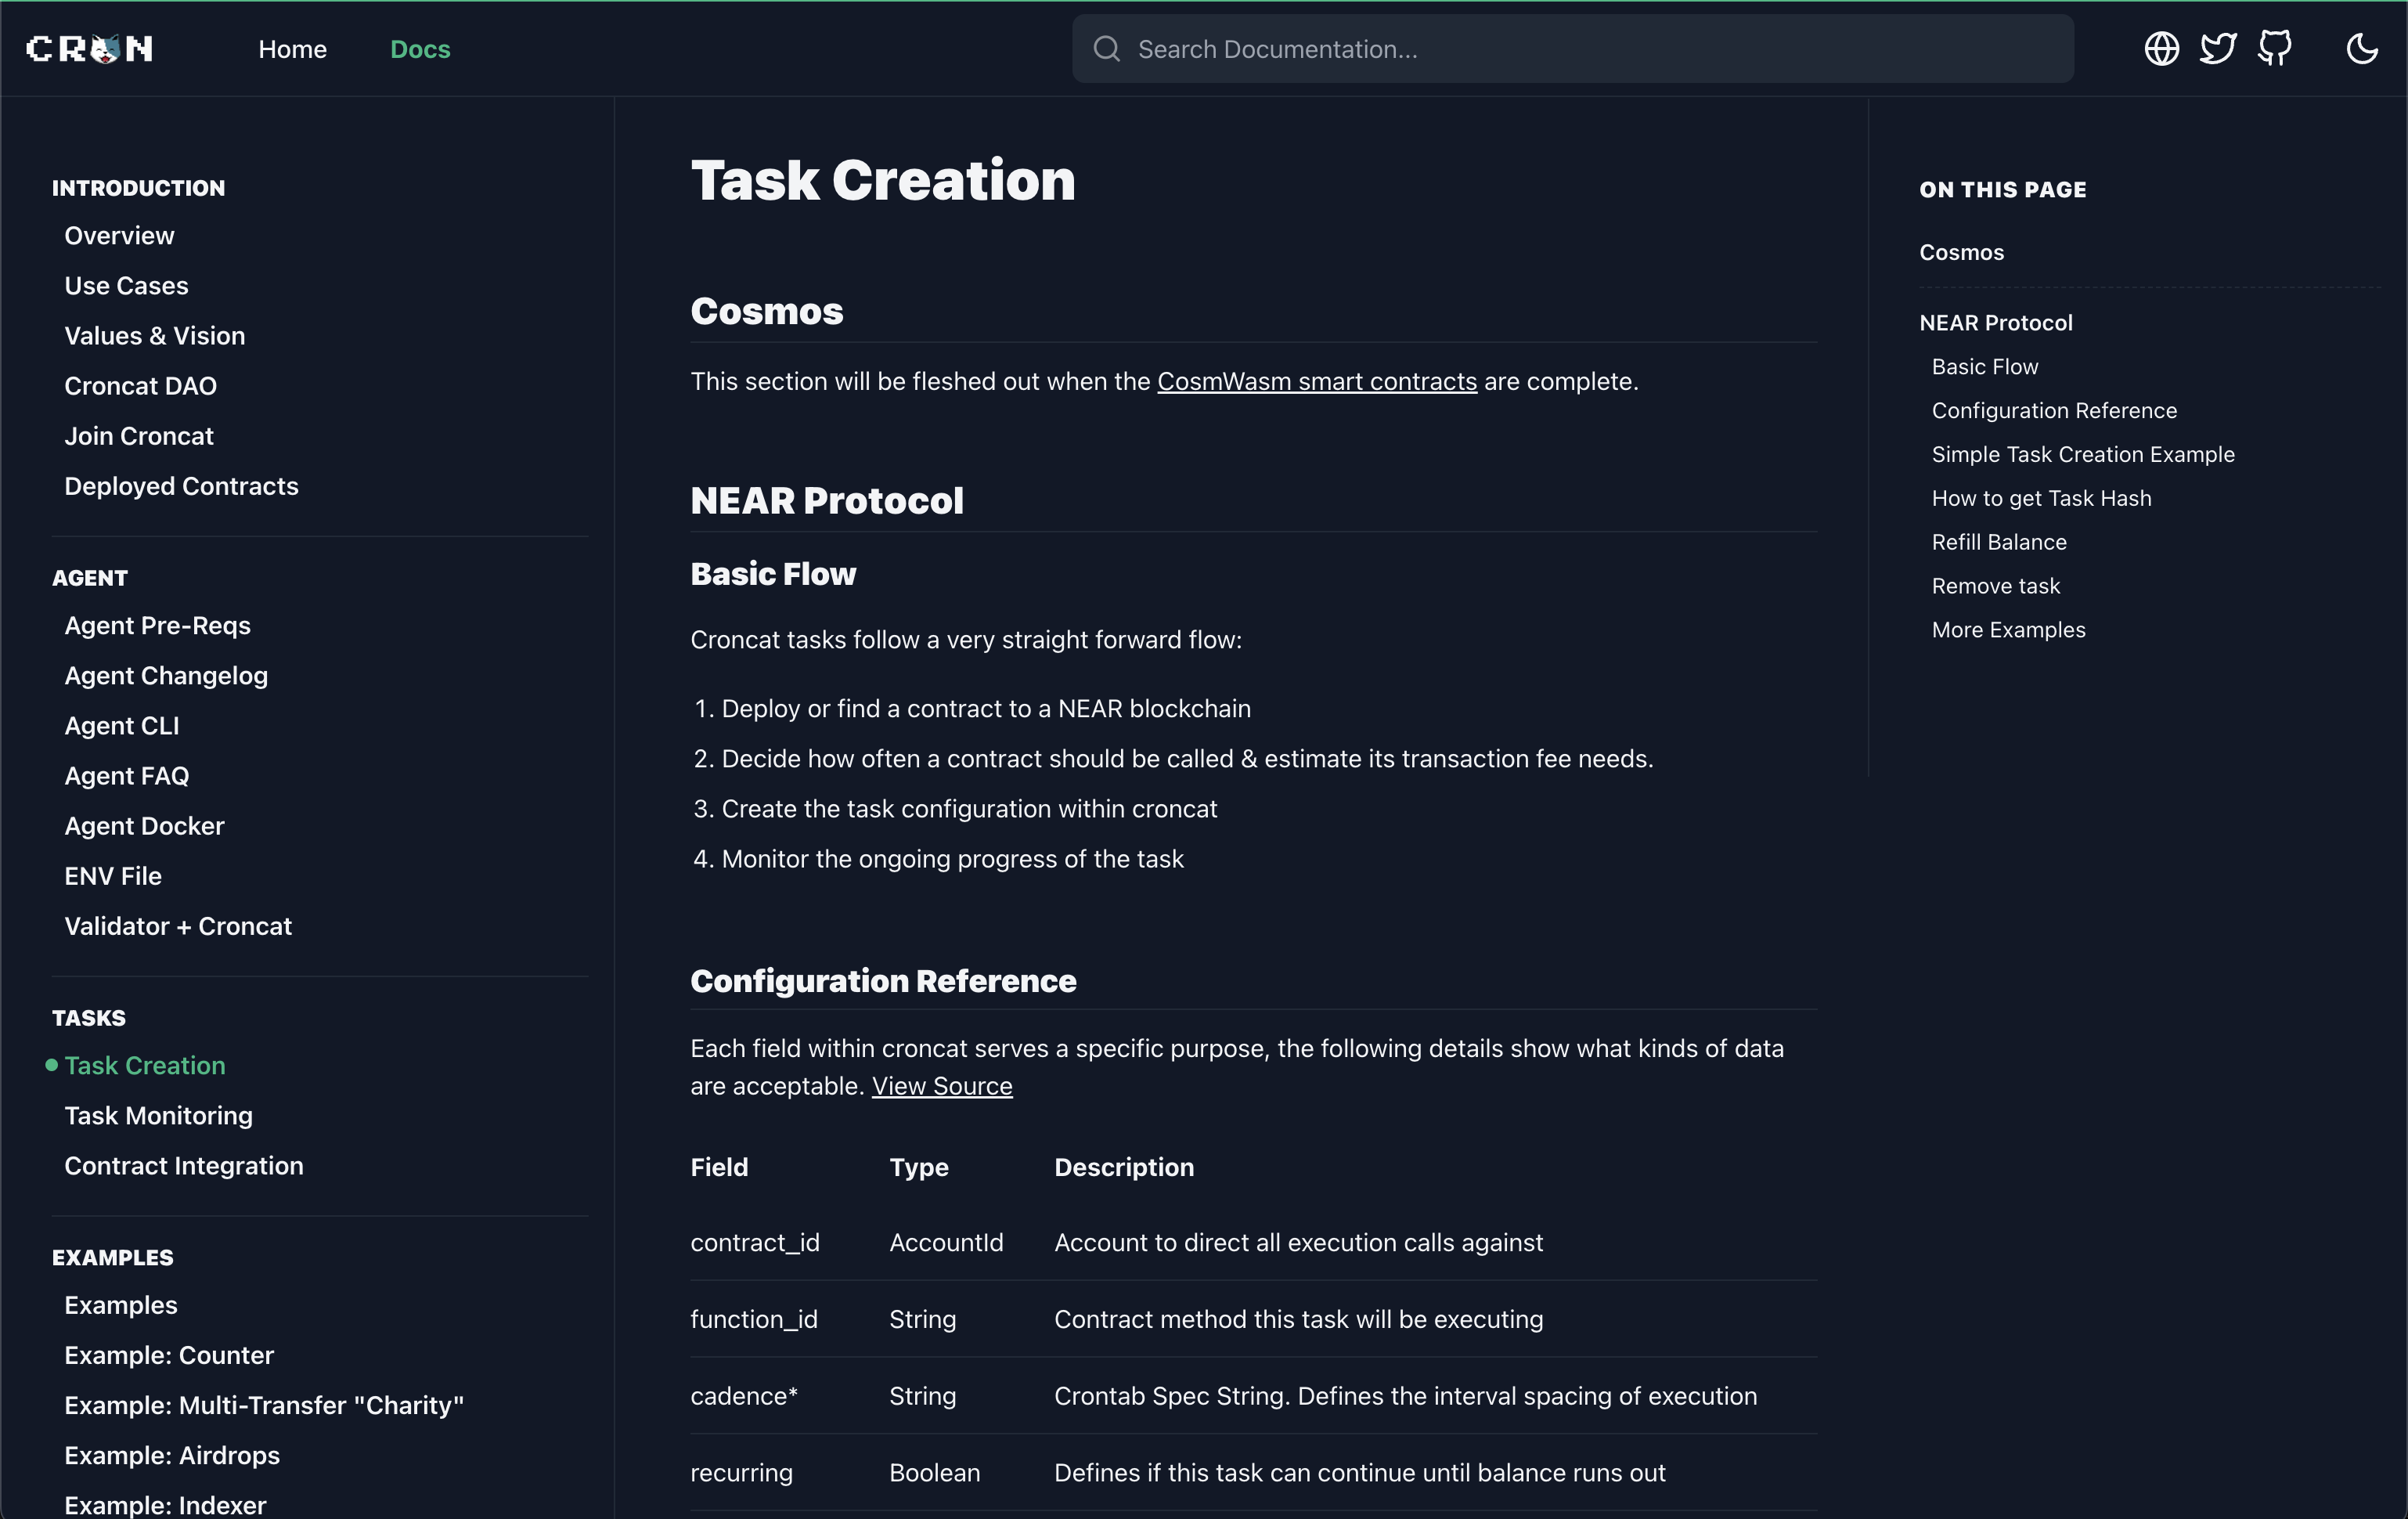 CRON
Home
Docs
Search Documentation...
INTRODUCTION
Overview
Use Cases
Values & Vision
Croncat DAO
Join Croncat
Deployed Contracts
AGENT
Agent Pre-Reqs
Agent Changelog
Agent CLI
Agent FAQ
Agent Docker
ENV File
Validator + Croncat
TASKS
Task Creation
Task Monitoring
Contract Integration
EXAMPLES
Examples
Example: Counter
Example: Multi-Transfer "Charity"
Example: Airdrops
Example: Indexer
Task Creation
Cosmos
This section will be fleshed out when the CosmWasm smart contracts are complete.
NEAR Protocol
Basic Flow
Croncat tasks follow a very straight forward flow:
1. Deploy or find a contract to a NEAR blockchain
2. Decide how often a contract should be called & estimate its transaction fee needs.
3. Create the task configuration within croncat
4. Monitor the ongoing progress of the task
Configuration Reference
Each field within croncat serves a specific purpose, the following details show what kinds of data
are acceptable. View Source
Field Type Description
contract_id AccountId Account to direct all execution calls against
function_id String Contract method this task will be executing
cadence* String Crontab Spec String. Defines the interval spacing of execution
recurring Boolean Defines if this task can continue until balance runs out
ON THIS PAGE
Cosmos
NEAR Protocol
Basic Flow
Configuration Reference
Simple Task Creation Example
How to get Task Hash
Refill Balance
Remove task
More Examples